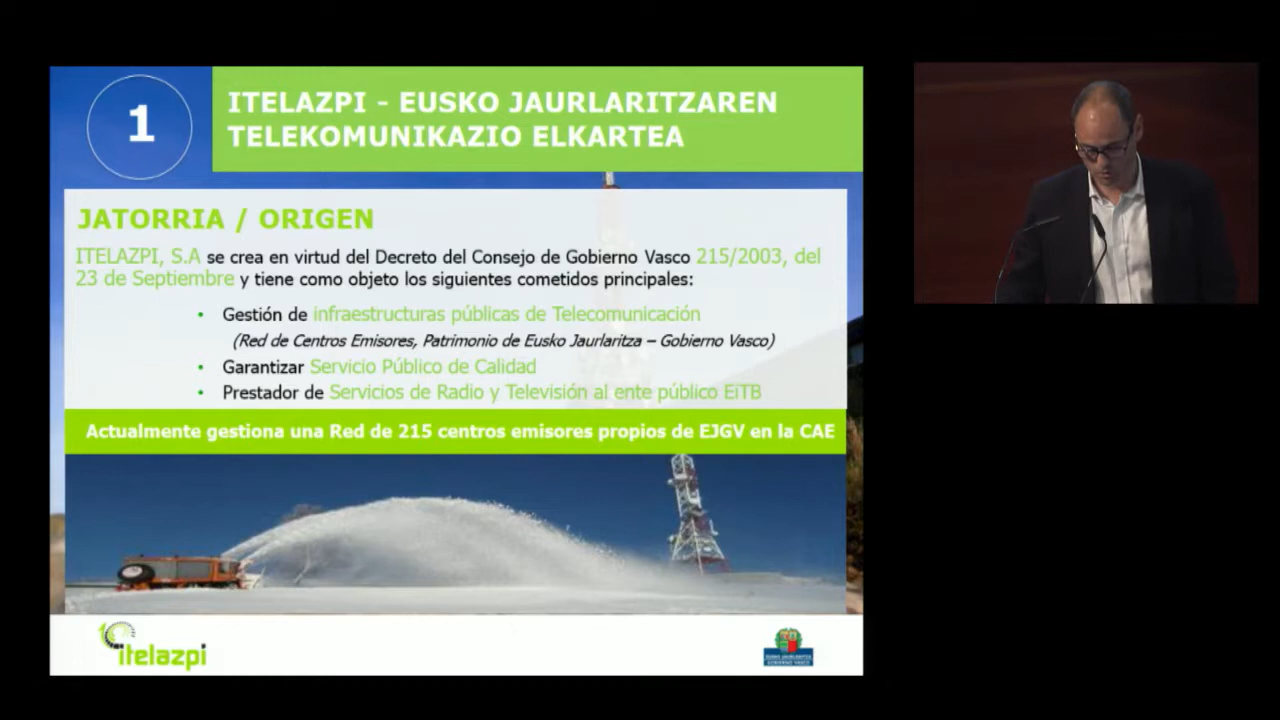 1
ITELAZPI - EUSKO JAURLARITZAREN
TELEKOMUNIKAZIO ELKARTEA
JATORRIA / ORIGEN
ITELAZPI, S.A se crea en virtud del Decreto del Consejo de Gobierno Vasco 215/2003, del
23 de Septiembre y tiene como objeto los siguientes cometidos principales:
• Gestión de infraestructuras públicas de Telecomunicación
(Red de Centros Emisores, Patrimonio de Eusko Jaurlaritza – Gobierno Vasco)
• Garantizar Servicio Público de Calidad
• Prestador de Servicios de Radio y Televisión al ente público EiTB
Actualmente gestiona una Red de 215 centros emisores propios de EJGV en la CAE
itelazpi
EUSKO JAURLARITZA
GOBIERNO VASCO